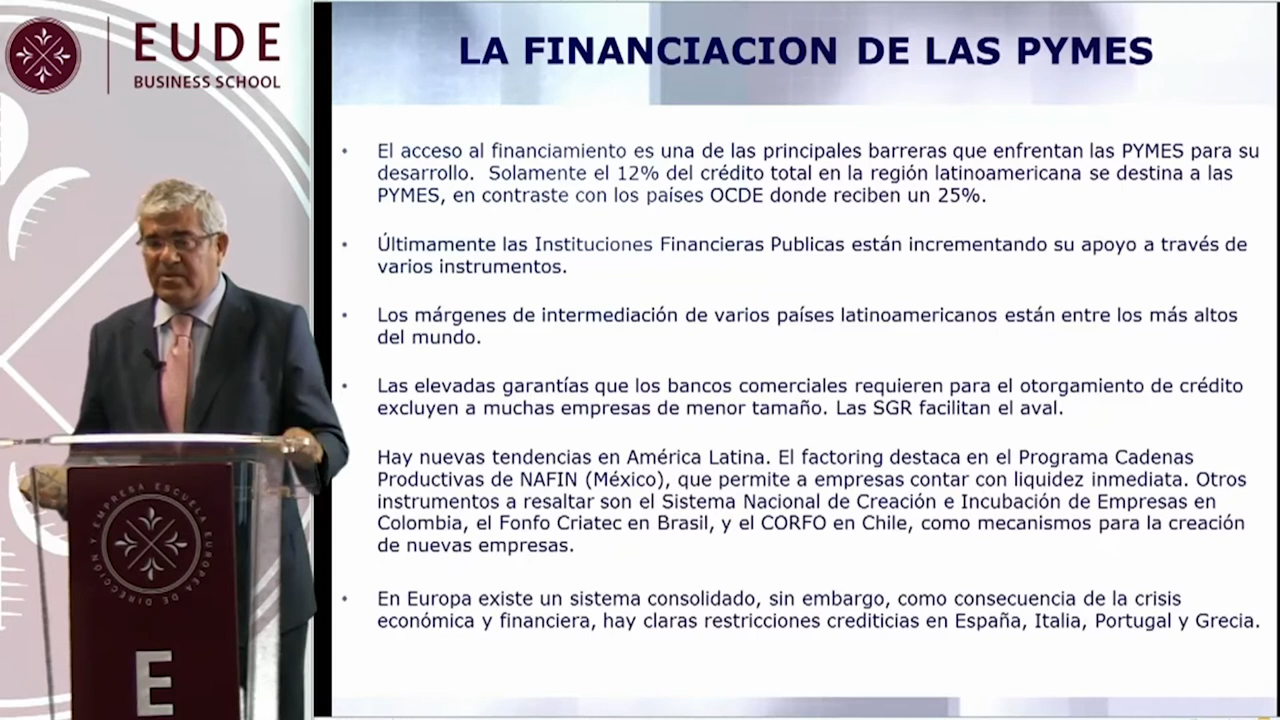 EUDE
BUSINESS SCHOOL
LA FINANCIACION DE LAS PYMES
• El acceso al financiamiento es una de las principales barreras que enfrentan las PYMES para su
desarrollo. Solamente el 12% del crédito total en la región latinoamericana se destina a las
PYMES, en contraste con los países OCDE donde reciben un 25%.
• Últimamente las Instituciones Financieras Publicas están incrementando su apoyo a través de
varios instrumentos.
• Los márgenes de intermediación de varios países latinoamericanos están entre los más altos
del mundo.
• Las elevadas garantías que los bancos comerciales requieren para el otorgamiento de crédito
excluyen a muchas empresas de menor tamaño. Las SGR facilitan el aval.
Hay nuevas tendencias en América Latina. El factoring destaca en el Programa Cadenas
Productivas de NAFIN (México), que permite a empresas contar con liquidez inmediata. Otros
instrumentos a resaltar son el Sistema Nacional de Creación e Incubación de Empresas en
Colombia, el Fonfo Criatec en Brasil, y el CORFO en Chile, como mecanismos para la creación
de nuevas empresas.
• En Europa existe un sistema consolidado, sin embargo, como consecuencia de la crisis
económica y financiera, hay claras restricciones crediticias en España, Italia, Portugal y Grecia.
ESCUELA EUROPEA DE DIRECCIÓN Y EMPRESA
E